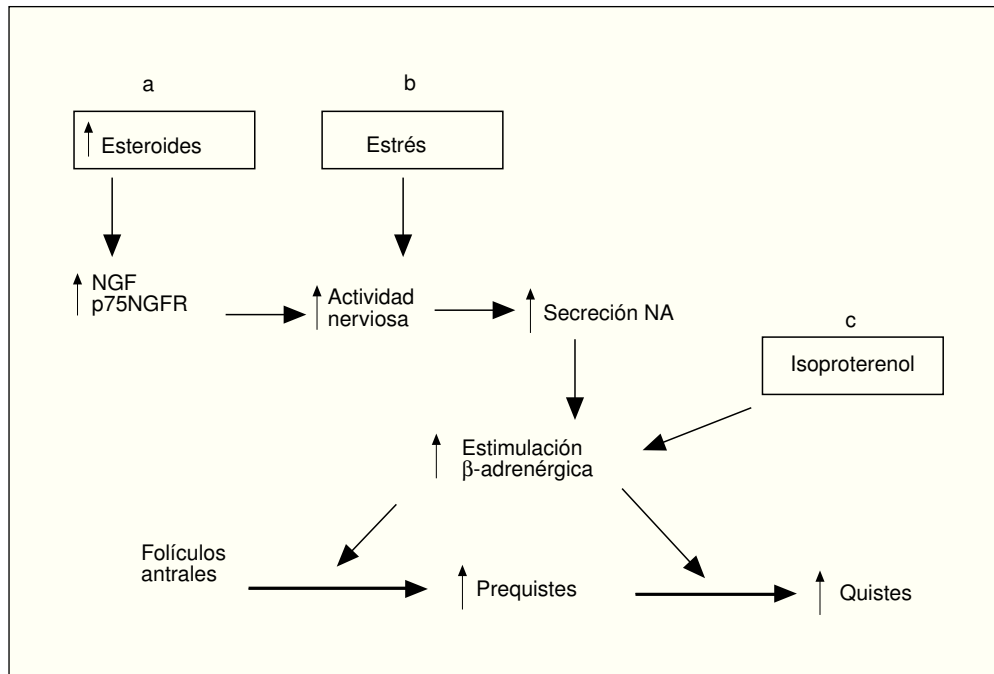 a
b
Esteroides
Estrés
NGF
p75NGFR
Actividad
nerviosa
Secreción NA
c
Isoproterenol
Estimulación
β-adrenérgica
Folículos
antrales
Prequistes
Quistes